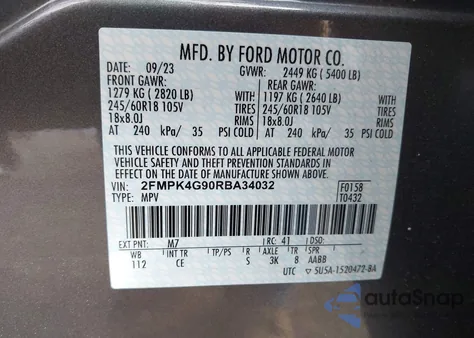 MFD. BY FORD MOTOR CO.
DATE: 09/23 GVWR: 2449 KG (5400 LB)
FRONT GAWR: REAR GAWR:
1279 KG (2820 LB) 1197 KG (2640 LB)
245/60R18 105V TIRES 245/60R18 105V TIRES
18x8.0J RIMS 18x8.0J RIMS
AT 240 kPa/ 35 PSI COLD AT 240 kPa/ 35 PSI COLD
THIS VEHICLE CONFORMS TO ALL APPLICABLE FEDERAL MOTOR
VEHICLE SAFETY AND BUMPER STANDARDS AND THEFT PREVENTION STANDARDS IN
EFFECT ON THE DATE OF MANUFACTURE SHOWN ABOVE.
VIN: 2FMPK4G90RBA34032 F0158
TYPE: MPV T0432
EXT PNT: M7 RC: 41 DSO:
WB INT TR TP/PS R AXLE TR SPR
112 CE S 3K 8 AABB
UTC 5U5A-1520472-BA
autoSnap